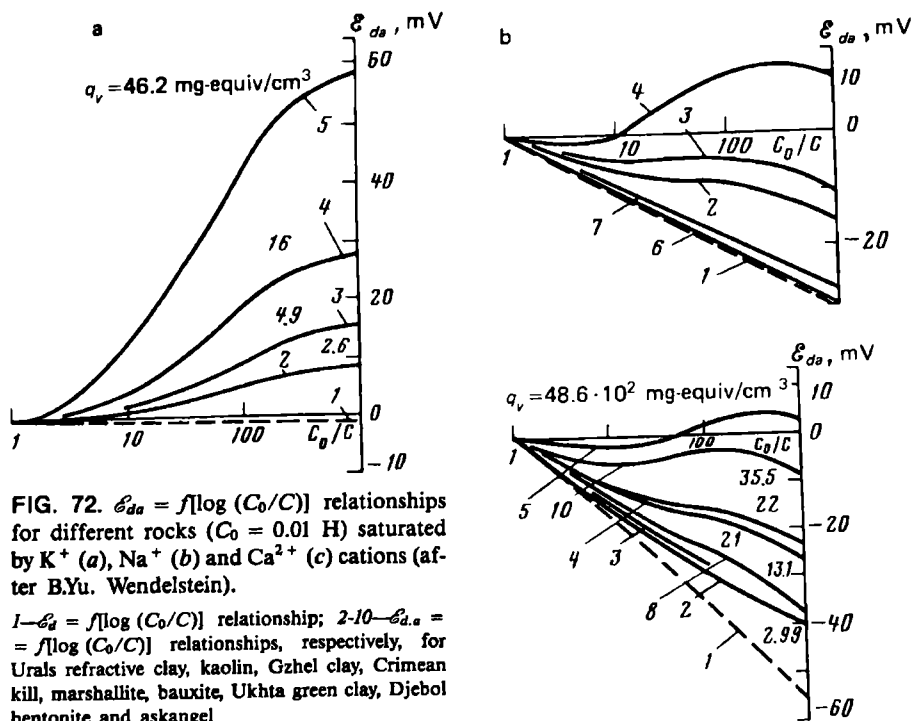 a
ℰda, mV
60
qv = 46.2 mg-equiv/cm³
5
40
4
16
20
3
4.9
2.6
2
1
0
1
10
100
C₀/C
−10
FIG. 72. ℰda = f[log (C₀/C)] relationships
for different rocks (C₀ = 0.01 H) saturated
by K⁺ (a), Na⁺ (b) and Ca²⁺ (c) cations (af-
ter B.Yu. Wendelstein).
1—ℰd = f[log (C₀/C)] relationship; 2-10—ℰd.a =
= f[log (C₀/C)] relationships, respectively, for
Urals refractive clay, kaolin, Gzhel clay, Crimean
kill, marshallite, bauxite, Ukhta green clay, Djebol
bentonite and askangel
b
ℰda, mV
10
4
3
0
1
10
100
C₀/C
2
7
6
1
−20
ℰda, mV
qv = 48.6 · 10² mg-equiv/cm³
10
0
1
100
C₀/C
35,5
5
10
22
−20
4
3
21
13.1
8
2
2.99
−40
1
−60